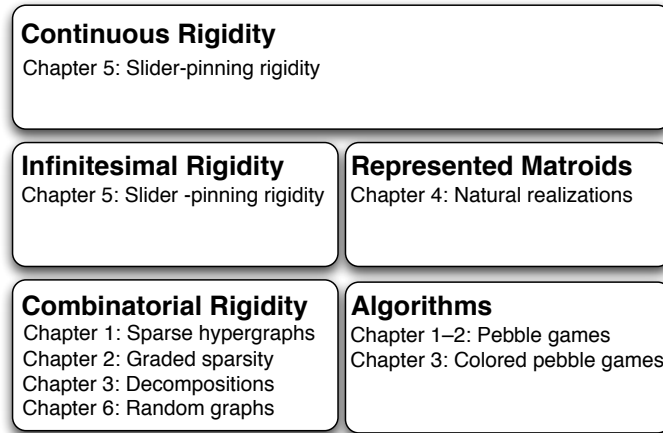 Continuous Rigidity
Chapter 5: Slider-pinning rigidity
Infinitesimal Rigidity
Chapter 5: Slider -pinning rigidity
Represented Matroids
Chapter 4: Natural realizations
Combinatorial Rigidity
Chapter 1: Sparse hypergraphs
Chapter 2: Graded sparsity
Chapter 3: Decompositions
Chapter 6: Random graphs
Algorithms
Chapter 1–2: Pebble games
Chapter 3: Colored pebble games